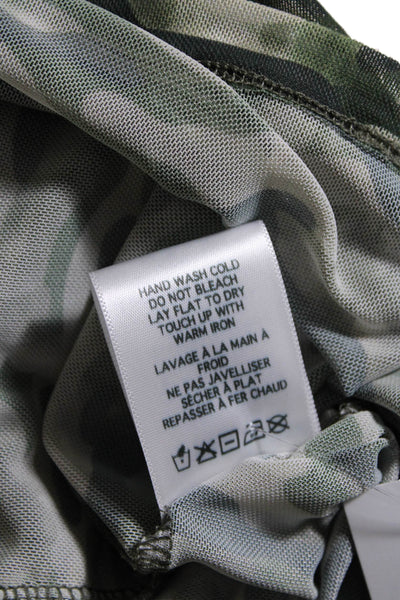 HAND WASH COLD
DO NOT BLEACH
LAY FLAT TO DRY
TOUCH UP WITH
WARM IRON
LAVAGE À LA MAIN À
FROID
NE PAS JAVELLISER
SÈCHER À PLAT
REPASSER À FER CHAUD